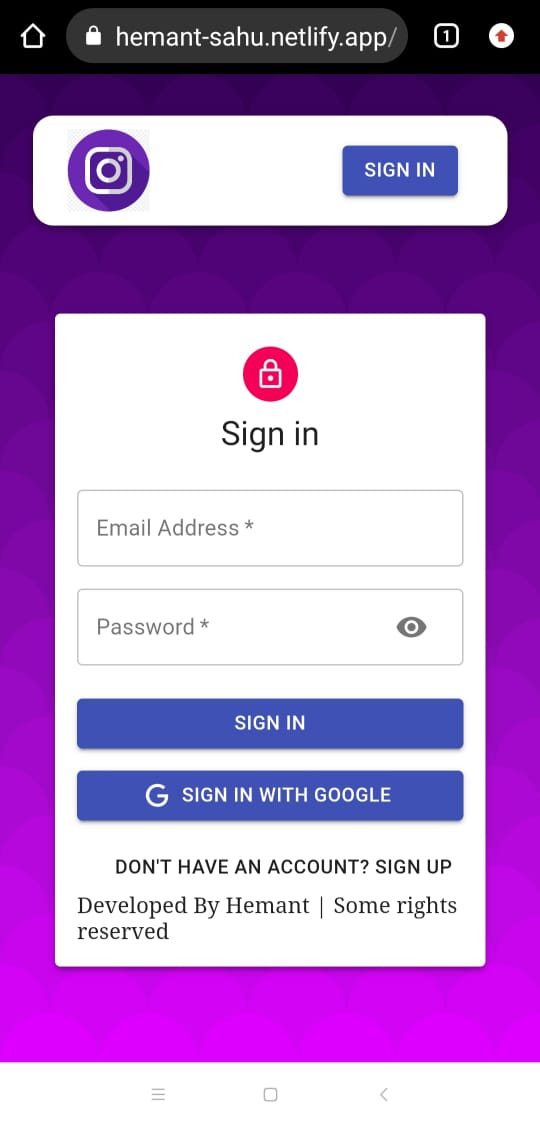 hemant-sahu.netlify.app/
1
SIGN IN
Sign in
Email Address *
Password *
SIGN IN
G SIGN IN WITH GOOGLE
DON'T HAVE AN ACCOUNT? SIGN UP
Developed By Hemant | Some rights
reserved